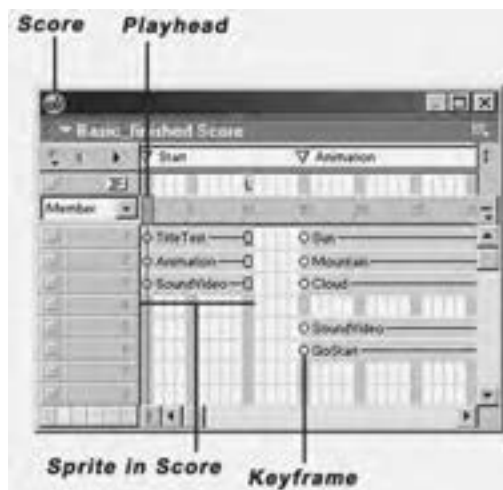 Score
Playhead
Basic_finished Score
Start
Animation
Member
TitleText
Sun
Animation
Mountain
SoundVideo
Cloud
SoundVideo
GoStart
Sprite in Score
Keyframe